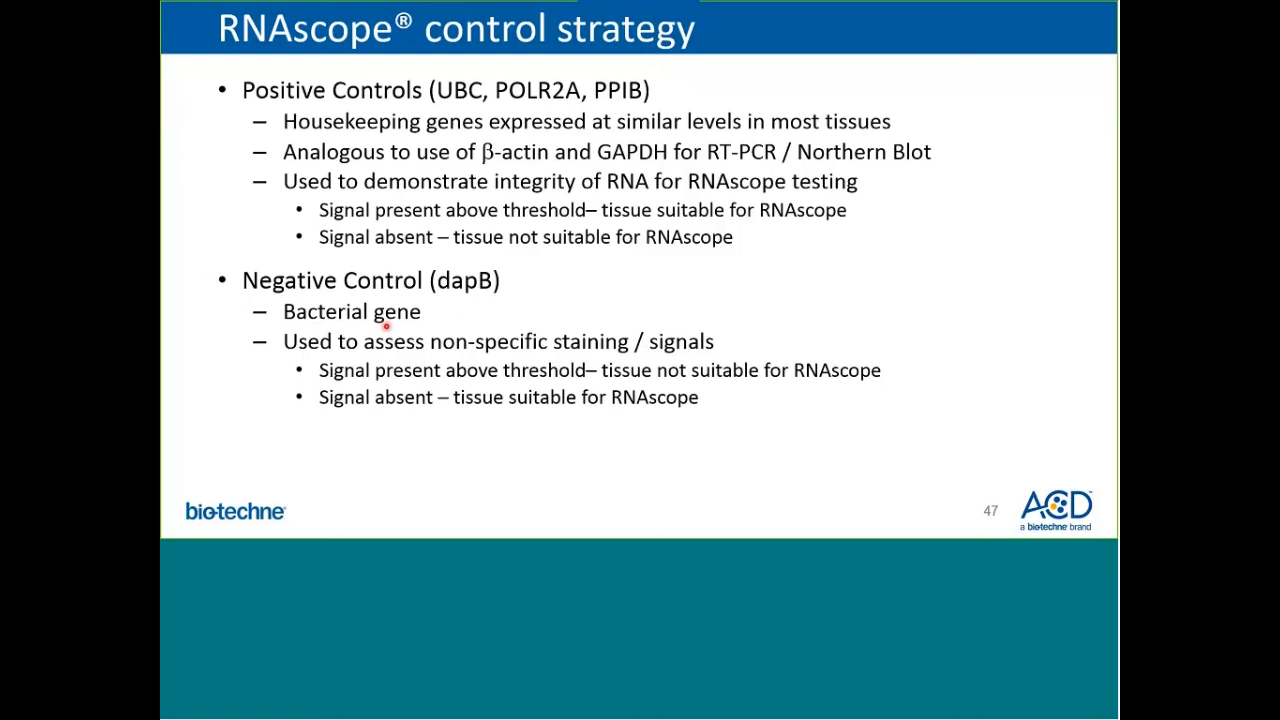 RNAscope® control strategy
• Positive Controls (UBC, POLR2A, PPIB)
– Housekeeping genes expressed at similar levels in most tissues
– Analogous to use of β-actin and GAPDH for RT-PCR / Northern Blot
– Used to demonstrate integrity of RNA for RNAscope testing
• Signal present above threshold– tissue suitable for RNAscope
• Signal absent – tissue not suitable for RNAscope
• Negative Control (dapB)
– Bacterial gene
– Used to assess non-specific staining / signals
• Signal present above threshold– tissue not suitable for RNAscope
• Signal absent – tissue suitable for RNAscope
bio-techne
47
ACD
a biotechne brand